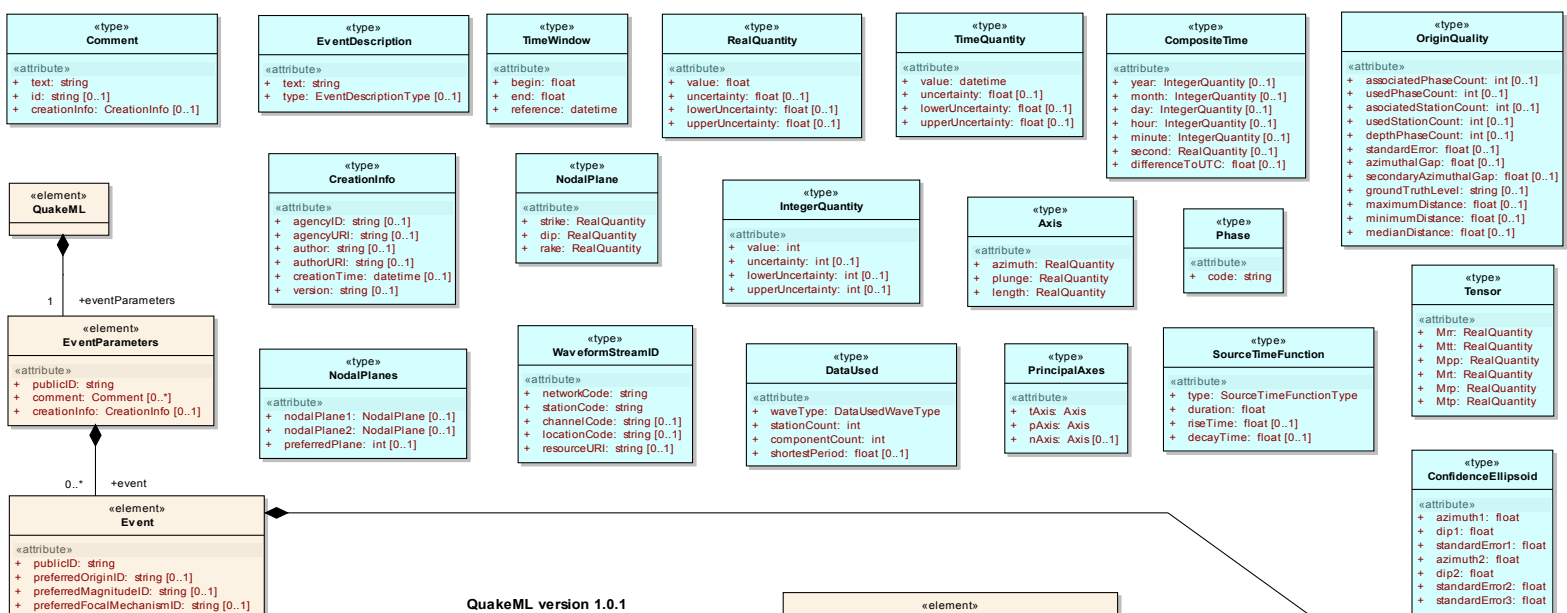 «type»
Comment
«attribute»
+ text: string
+ id: string [0..1]
+ creationInfo: CreationInfo [0..1]
«type»
EventDescription
«attribute»
+ text: string
+ type: EventDescriptionType [0..1]
«type»
TimeWindow
«attribute»
+ begin: float
+ end: float
+ reference: datetime
«type»
RealQuantity
«attribute»
+ value: float
+ uncertainty: float [0..1]
+ lowerUncertainty: float [0..1]
+ upperUncertainty: float [0..1]
«type»
TimeQuantity
«attribute»
+ value: datetime
+ uncertainty: float [0..1]
+ lowerUncertainty: float [0..1]
+ upperUncertainty: float [0..1]
«type»
CompositeTime
«attribute»
+ year: IntegerQuantity [0..1]
+ month: IntegerQuantity [0..1]
+ day: IntegerQuantity [0..1]
+ hour: IntegerQuantity [0..1]
+ minute: IntegerQuantity [0..1]
+ second: RealQuantity [0..1]
+ differenceToUTC: float [0..1]
«type»
OriginQuality
«attribute»
+ associatedPhaseCount: int [0..1]
+ usedPhaseCount: int [0..1]
+ asociatedStationCount: int [0..1]
+ usedStationCount: int [0..1]
+ depthPhaseCount: int [0..1]
+ standardError: float [0..1]
+ azimuthalGap: float [0..1]
+ secondaryAzimuthalGap: float [0..1]
+ groundTruthLevel: string [0..1]
+ maximumDistance: float [0..1]
+ minimumDistance: float [0..1]
+ medianDistance: float [0..1]
«element»
QuakeML
«type»
CreationInfo
«attribute»
+ agencyID: string [0..1]
+ agencyURI: string [0..1]
+ author: string [0..1]
+ authorURI: string [0..1]
+ creationTime: datetime [0..1]
+ version: string [0..1]
«type»
NodalPlane
«attribute»
+ strike: RealQuantity
+ dip: RealQuantity
+ rake: RealQuantity
«type»
IntegerQuantity
«attribute»
+ value: int
+ uncertainty: int [0..1]
+ lowerUncertainty: int [0..1]
+ upperUncertainty: int [0..1]
«type»
Axis
«attribute»
+ azimuth: RealQuantity
+ plunge: RealQuantity
+ length: RealQuantity
«type»
Phase
«attribute»
+ code: string
«type»
Tensor
«attribute»
+ Mrr: RealQuantity
+ Mtt: RealQuantity
+ Mpp: RealQuantity
+ Mrt: RealQuantity
+ Mrp: RealQuantity
+ Mtp: RealQuantity
1 +eventParameters
«element»
EventParameters
«attribute»
+ publicID: string
+ comment: Comment [0..*]
+ creationInfo: CreationInfo [0..1]
«type»
NodalPlanes
«attribute»
+ nodalPlane1: NodalPlane [0..1]
+ nodalPlane2: NodalPlane [0..1]
+ preferredPlane: int [0..1]
«type»
WaveformStreamID
«attribute»
+ networkCode: string
+ stationCode: string
+ channelCode: string [0..1]
+ locationCode: string [0..1]
+ resourceURI: string [0..1]
«type»
DataUsed
«attribute»
+ waveType: DataUsedWaveType
+ stationCount: int
+ componentCount: int
+ shortestPeriod: float [0..1]
«type»
PrincipalAxes
«attribute»
+ tAxis: Axis
+ pAxis: Axis
+ nAxis: Axis [0..1]
«type»
SourceTimeFunction
«attribute»
+ type: SourceTimeFunctionType
+ duration: float
+ riseTime: float [0..1]
+ decayTime: float [0..1]
«type»
ConfidenceEllipsoid
«attribute»
+ azimuth1: float
+ dip1: float
+ standardError1: float
+ azimuth2: float
+ dip2: float
+ standardError2: float
+ standardError3: float
0..* +event
«element»
Event
«attribute»
+ publicID: string
+ preferredOriginID: string [0..1]
+ preferredMagnitudeID: string [0..1]
+ preferredFocalMechanismID: string [0..1]
QuakeML version 1.0.1
«element»